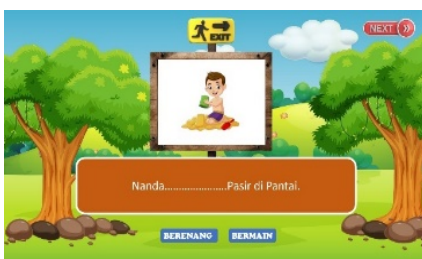 EXIT
NEXT
Nanda......................Pasir di Pantai.
BERENANG BERMAIN